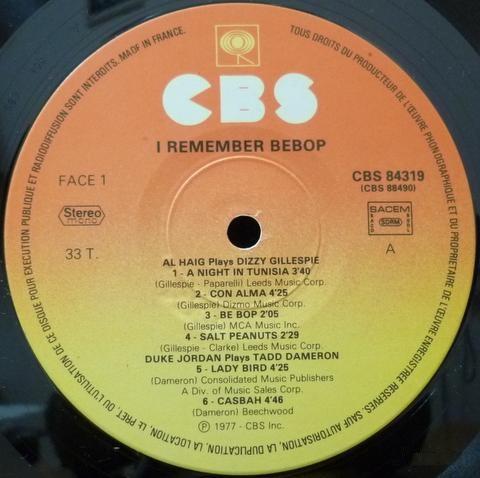 TOUS DROITS DU PRODUCTEUR DE L'ŒUVRE PHONOGRAPHIQUE ET DU PROPRIETAIRE DE L'ŒUVRE ENREGISTREE RESERVES. SAUF AUTORISATION, LA DUPLICATION, LA LOCATION, LE PRET, OU L'UTILISATION DE CE DISQUE POUR EXECUTION PUBLIQUE ET RADIODIFFUSION SONT INTERDITS. MADE IN FRANCE.
CBS
I REMEMBER BEBOP
FACE 1
CBS 84319
(CBS 88490)
Stereo
mono
SACEM
SACD
SDRM
SGDL
33 T.
A
AL HAIG Plays DIZZY GILLESPIE
1 - A NIGHT IN TUNISIA 3'40
(Gillespie - Paparelli) Leeds Music Corp.
2 - CON ALMA 4'25
(Gillespie) Dizmo Music Corp.
3 - BE BOP 2'05
(Gillespie) MCA Music Inc.
4 - SALT PEANUTS 2'29
(Gillespie - Clarke) Leeds Music Corp.
DUKE JORDAN Plays TADD DAMERON
5 - LADY BIRD 4'25
(Dameron) Consolidated Music Publishers
A Div. of Music Sales Corp.
6 - CASBAH 4'46
(Dameron) Beechwood
Ⓟ 1977 - CBS Inc.